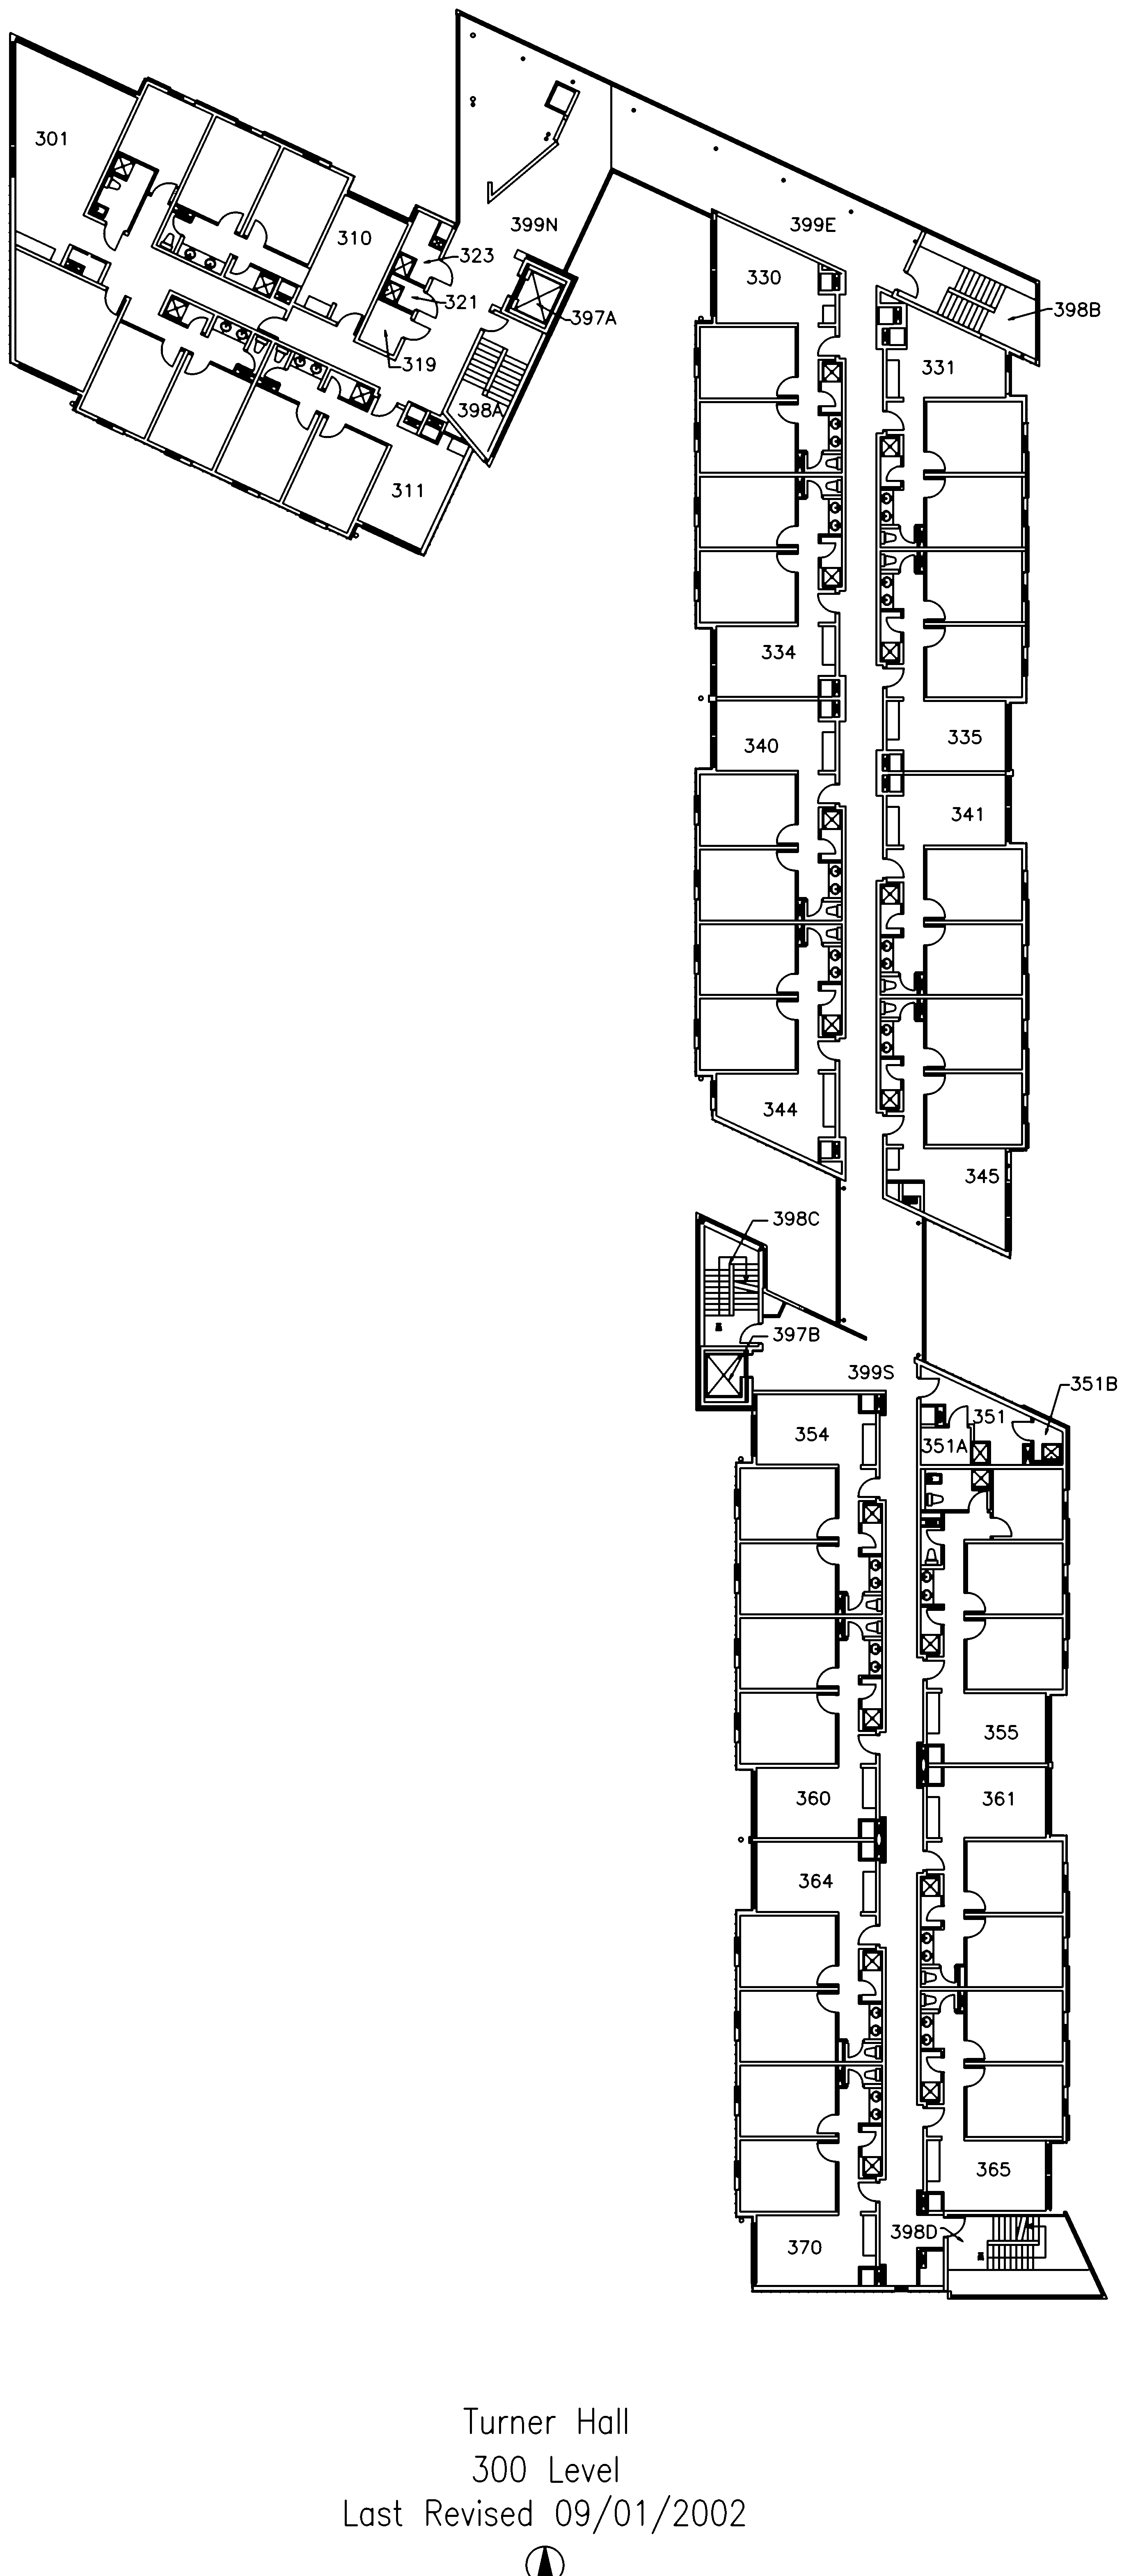 301
310
399N
399E
323
321
319
397A
398A
311
330
398B
331
334
335
340
341
344
345
398C
397B
399S
351B
351
351A
354
355
360
361
364
365
398D
370
Turner Hall
300 Level
Last Revised 09/01/2002